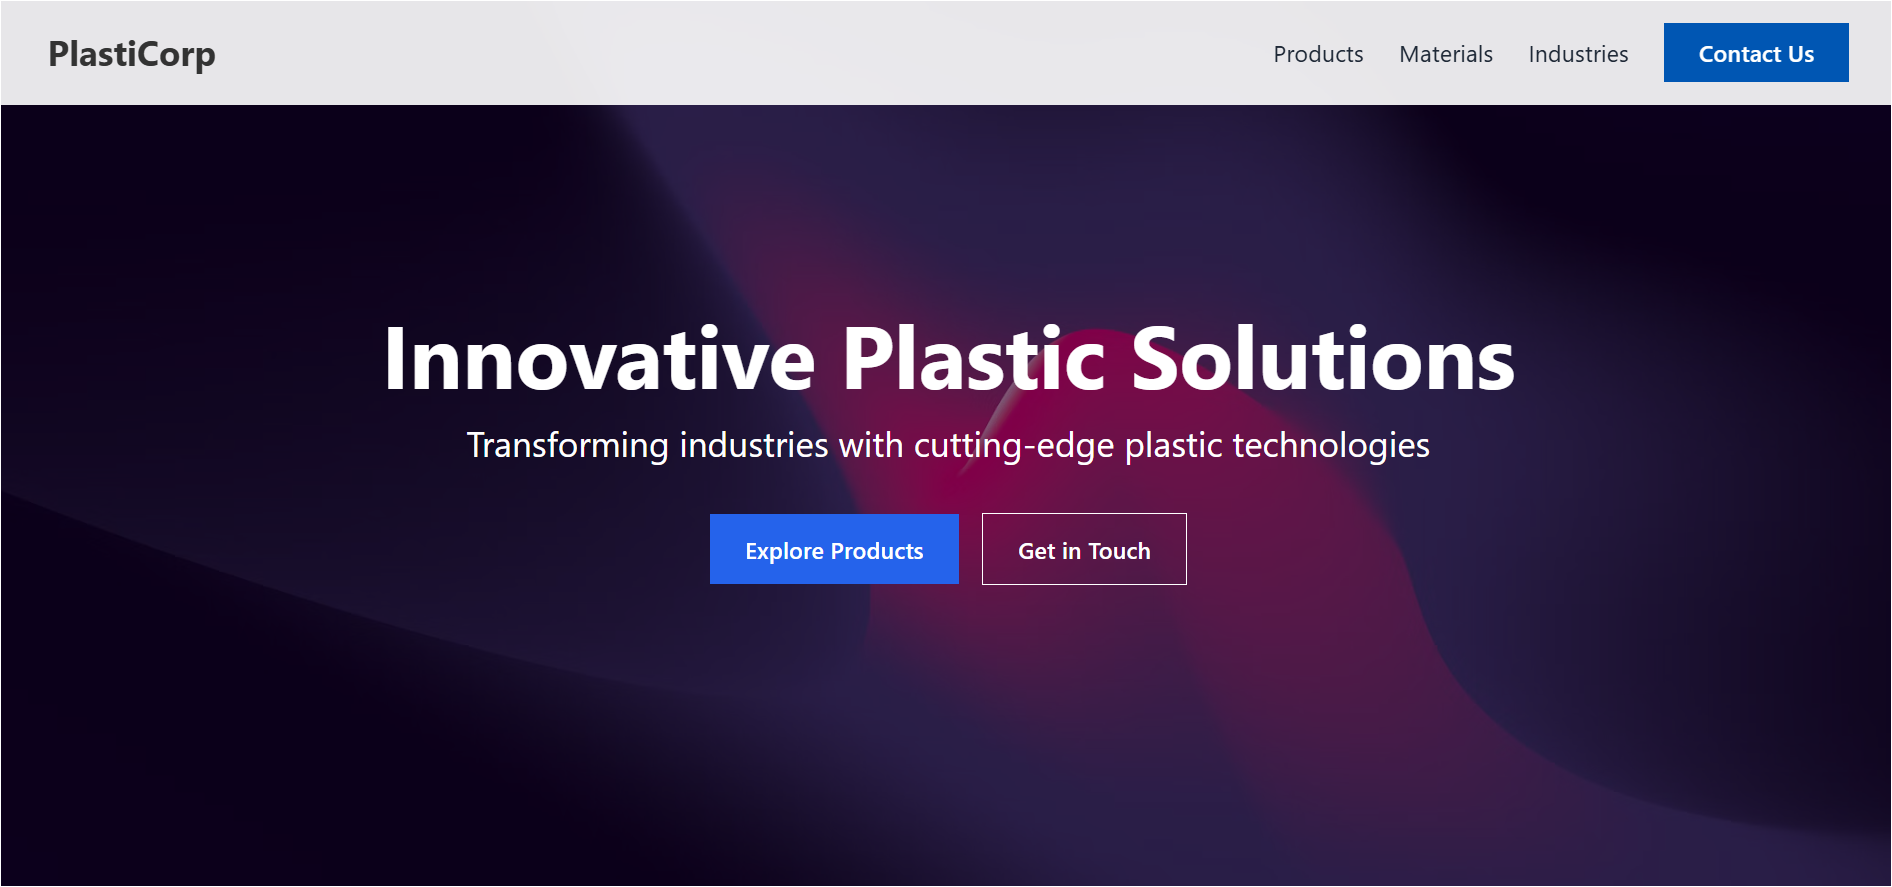 PlastiCorp
Products Materials Industries Contact Us
Innovative Plastic Solutions
Transforming industries with cutting-edge plastic technologies
Explore Products Get in Touch